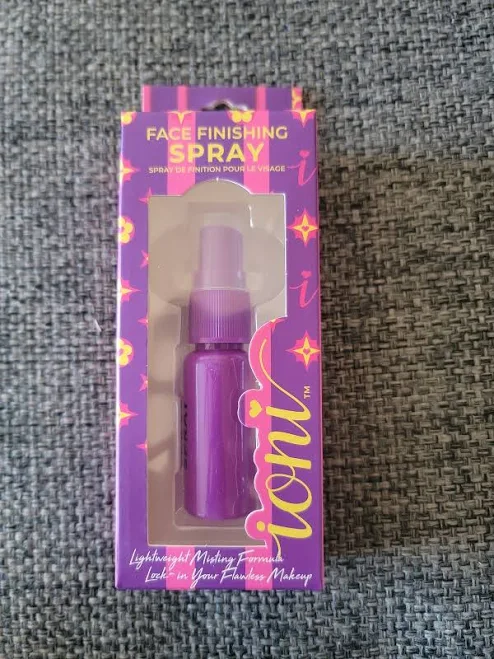 FACE FINISHING
SPRAY
SPRAY DE FINITION POUR LE VISAGE
i
i
ioni™
Lightweight Misting Formula
Lock-in Your Flawless Makeup